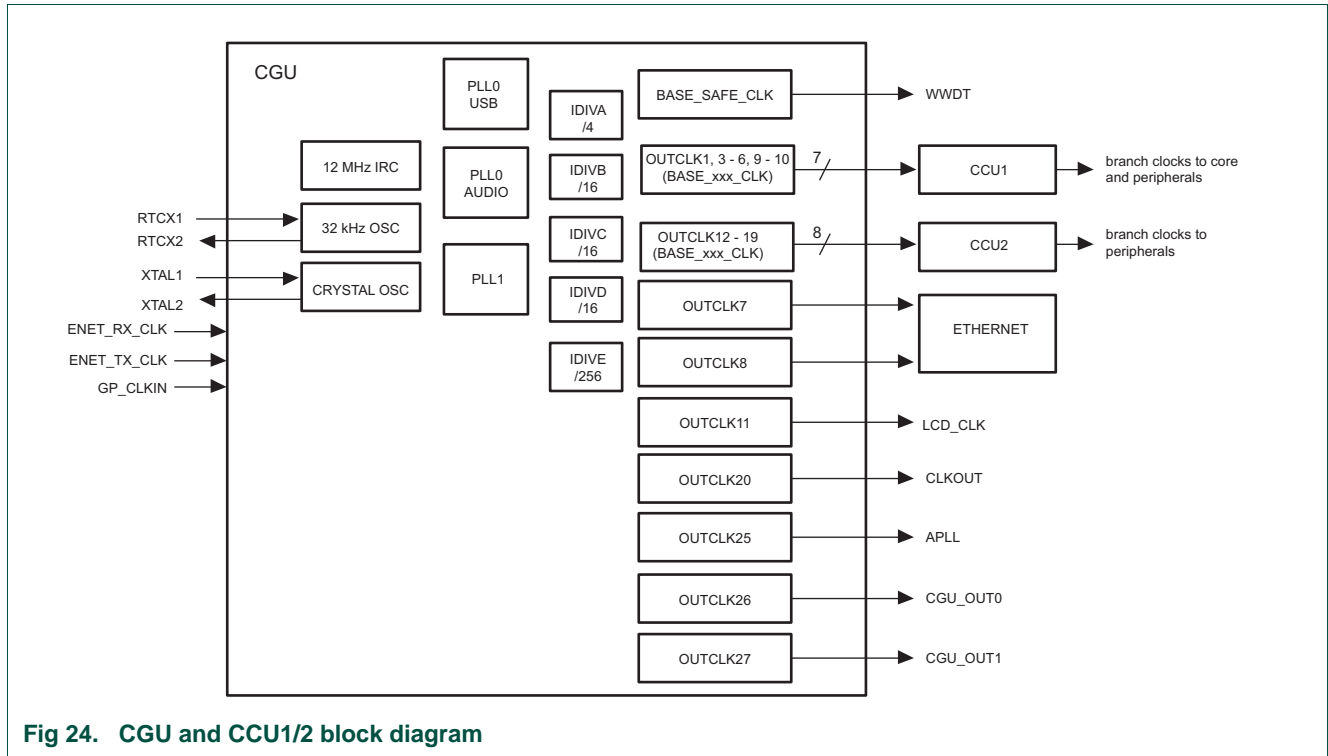 CGU
PLL0
USB
IDIVA
/4
BASE_SAFE_CLK
WWDT
12 MHz IRC
PLL0
AUDIO
IDIVB
/16
OUTCLK1, 3 - 6, 9 - 10
(BASE_xxx_CLK)
7
CCU1
branch clocks to core
and peripherals
RTCX1
RTCX2
32 kHz OSC
IDIVC
/16
OUTCLK12 - 19
(BASE_xxx_CLK)
8
CCU2
branch clocks to
peripherals
XTAL1
XTAL2
CRYSTAL OSC
PLL1
IDIVD
/16
OUTCLK7
ETHERNET
ENET_RX_CLK
ENET_TX_CLK
GP_CLKIN
IDIVE
/256
OUTCLK8
OUTCLK11
LCD_CLK
OUTCLK20
CLKOUT
OUTCLK25
APLL
OUTCLK26
CGU_OUT0
OUTCLK27
CGU_OUT1
Fig 24. CGU and CCU1/2 block diagram